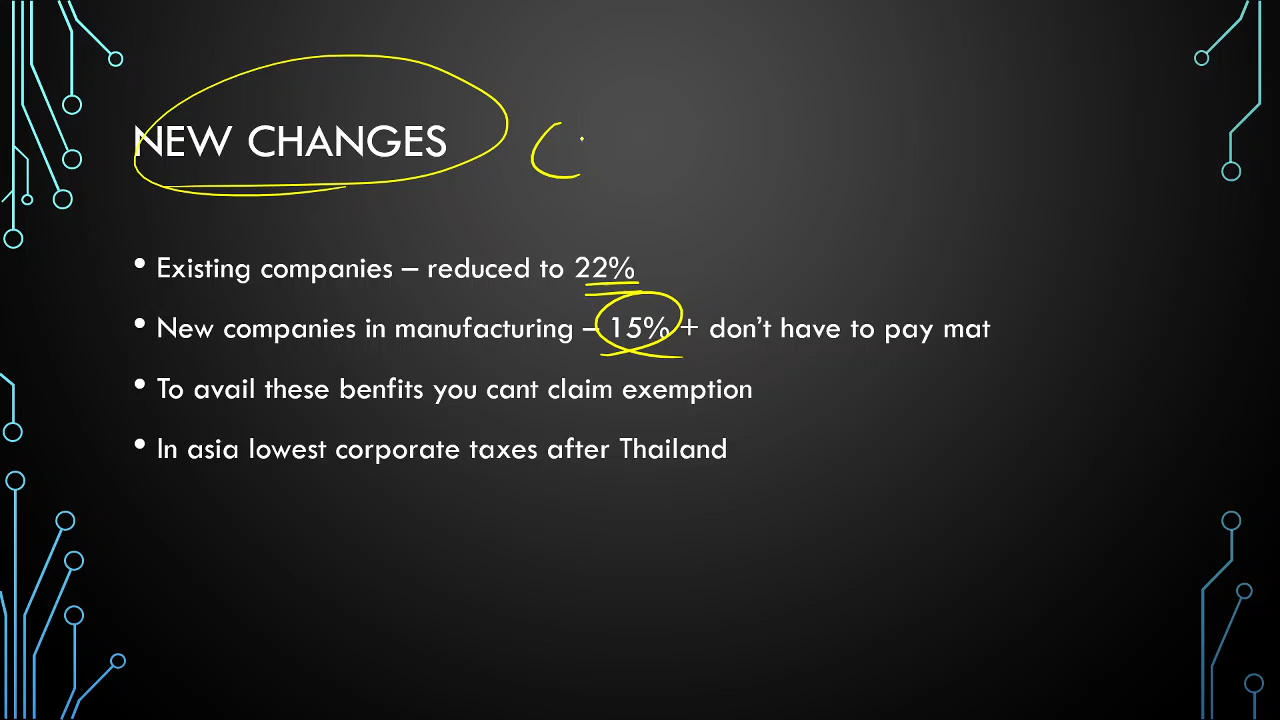 NEW CHANGES
• Existing companies – reduced to 22%
• New companies in manufacturing – 15% + don't have to pay mat
• To avail these benfits you cant claim exemption
• In asia lowest corporate taxes after Thailand